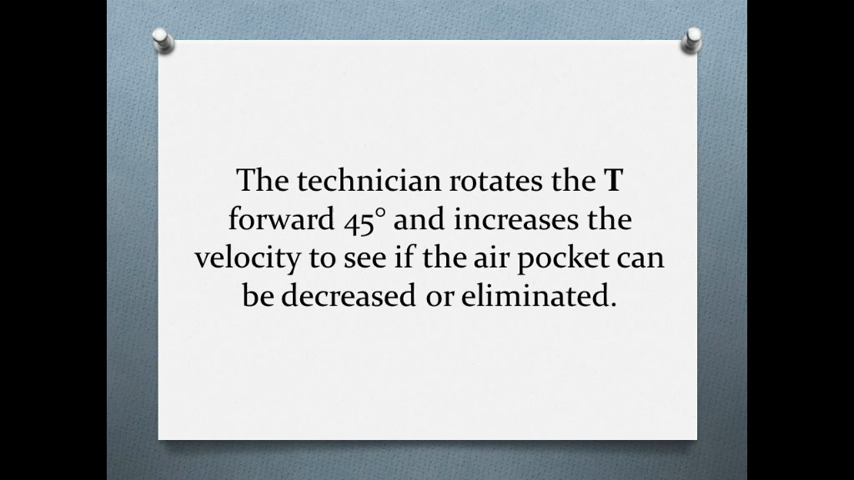 The technician rotates the T
forward 45° and increases the
velocity to see if the air pocket can
be decreased or eliminated.